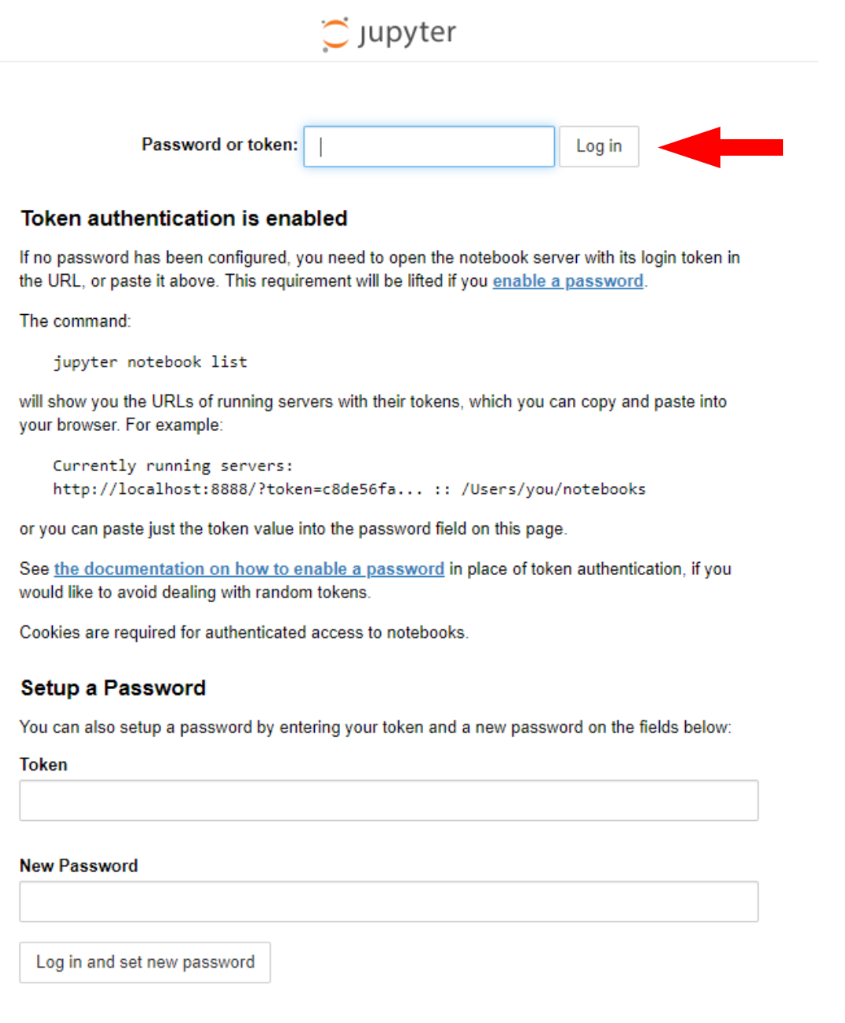 jupyter
Password or token:
Log in
Token authentication is enabled
If no password has been configured, you need to open the notebook server with its login token in
the URL, or paste it above. This requirement will be lifted if you enable a password.
The command:
jupyter notebook list
will show you the URLs of running servers with their tokens, which you can copy and paste into
your browser. For example:
Currently running servers:
http://localhost:8888/?token=c8de56fa... :: /Users/you/notebooks
or you can paste just the token value into the password field on this page.
See the documentation on how to enable a password in place of token authentication, if you
would like to avoid dealing with random tokens.
Cookies are required for authenticated access to notebooks.
Setup a Password
You can also setup a password by entering your token and a new password on the fields below:
Token
New Password
Log in and set new password